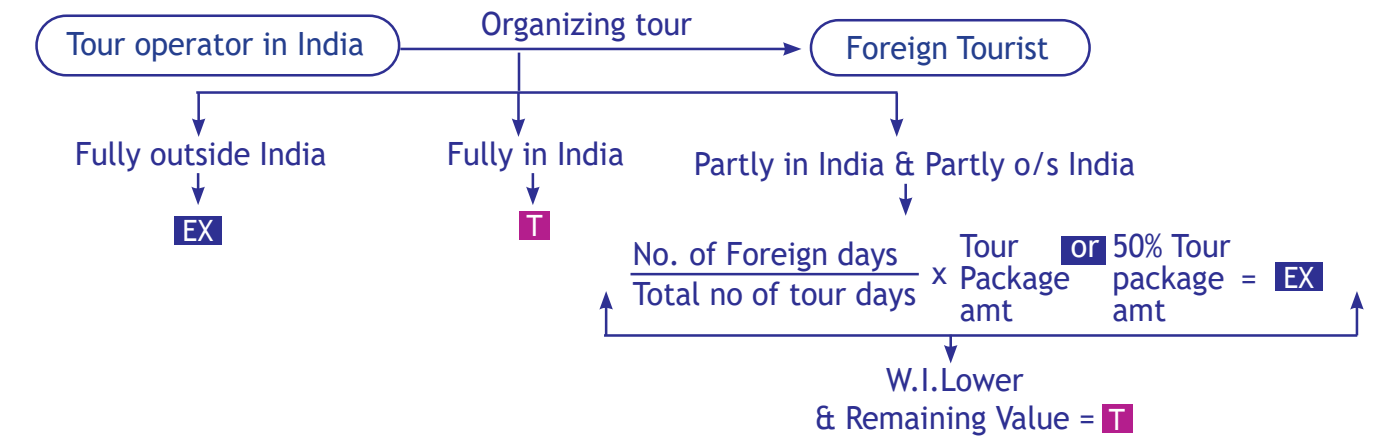 Organizing tour
Tour operator in India
Foreign Tourist
Fully outside India
Fully in India
Partly in India & Partly o/s India
EX
T
No. of Foreign days
Total no of tour days
x
Tour
Package
amt
or
50% Tour
package
amt
=
EX
W.I.Lower
& Remaining Value = T